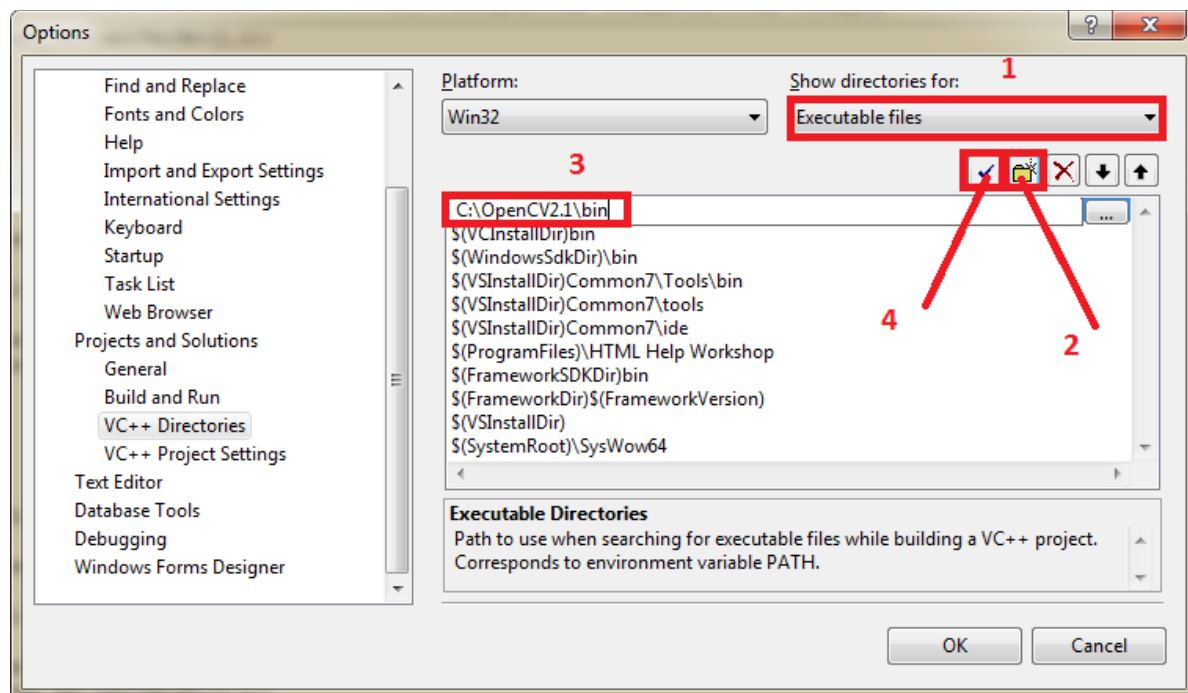 Options
Find and Replace
Fonts and Colors
Help
Import and Export Settings
International Settings
Keyboard
Startup
Task List
Web Browser
Projects and Solutions
General
Build and Run
VC++ Directories
VC++ Project Settings
Text Editor
Database Tools
Debugging
Windows Forms Designer
Platform:
Win32
Show directories for:
1
Executable files
3
C:\OpenCV2.1\bin
...
$(VCInstallDir)bin
$(WindowsSdkDir)\bin
$(VSInstallDir)Common7\Tools\bin
$(VSInstallDir)Common7\tools
$(VSInstallDir)Common7\ide
$(ProgramFiles)\HTML Help Workshop
$(FrameworkSDKDir)bin
$(FrameworkDir)$(FrameworkVersion)
$(VSInstallDir)
$(SystemRoot)\SysWow64
4
2
Executable Directories
Path to use when searching for executable files while building a VC++ project.
Corresponds to environment variable PATH.
OK
Cancel